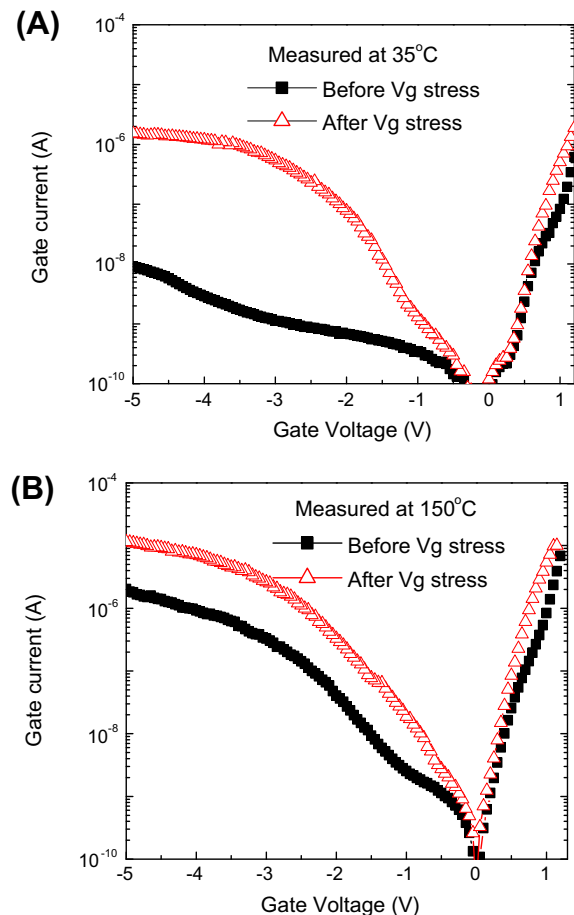 (A)
10⁻⁴
Measured at 35°C
Before Vg stress
After Vg stress
10⁻⁶
10⁻⁸
10⁻¹⁰
Gate current (A)
-5 -4 -3 -2 -1 0 1
Gate Voltage (V)
(B)
10⁻⁴
Measured at 150°C
Before Vg stress
After Vg stress
10⁻⁶
10⁻⁸
10⁻¹⁰
Gate current (A)
-5 -4 -3 -2 -1 0 1
Gate Voltage (V)